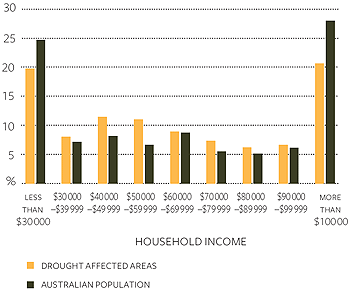 30
25
20
15
10
5
%
LESS THAN $30000
$30000 –$39999
$40000 –$49999
$50000 –$59999
$60000 –$69999
$70000 –$79999
$80000 –$89999
$90000 –$99999
MORE THAN $10000
HOUSEHOLD INCOME
DROUGHT AFFECTED AREAS
AUSTRALIAN POPULATION